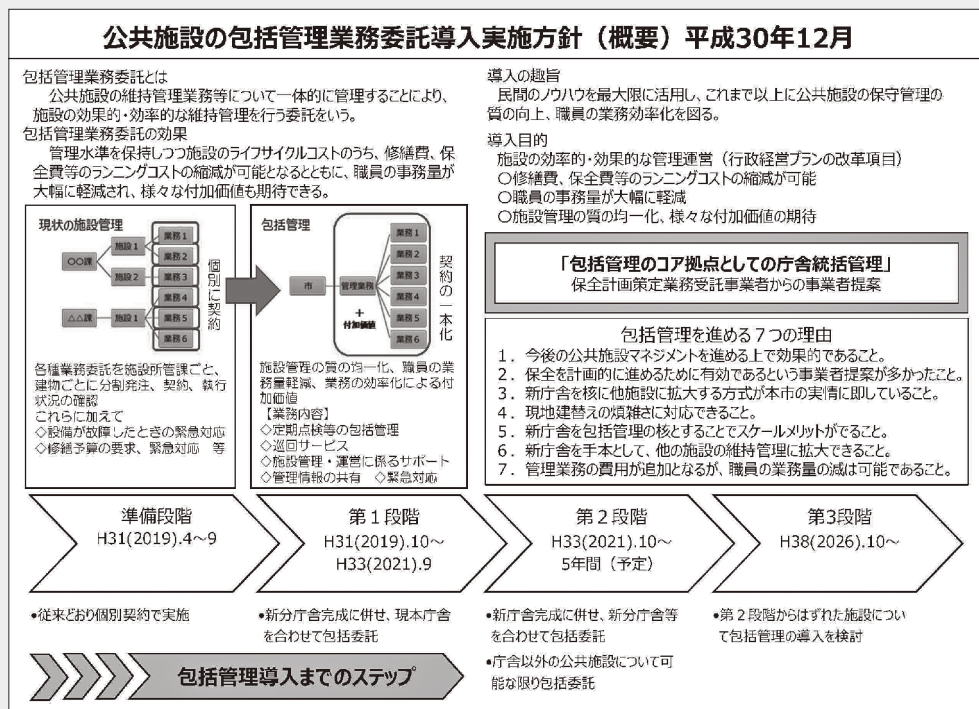 公共施設の包括管理業務委託導入実施方針（概要）平成30年12月
包括管理業務委託とは
公共施設の維持管理業務等について一体的に管理することにより、
施設の効果的･効率的な維持管理を行う委託をいう。
包括管理業務委託の効果
管理水準を保持しつつ施設のライフサイクルコストのうち、修繕費、保
全費等のランニングコストの縮減が可能となるとともに、職員の事務量が
大幅に軽減され、様々な付加価値も期待できる。
導入の趣旨
民間のノウハウを最大限に活用し、これまで以上に公共施設の保守管理の
質の向上、職員の業務効率化を図る。
導入目的
施設の効率的･効果的な管理運営（行政経営プランの改革項目）
○修繕費、保全費等のランニングコストの縮減が可能
○職員の事務量が大幅に軽減
○施設管理の質の均一化、様々な付加価値の期待
現状の施設管理
○○課
施設１
施設２
△△課
施設１
業務１
業務２
業務３
業務４
業務５
業務６
個別に契約
各種業務委託を施設所管課ごと、
建物ごとに分割発注、契約、執行
状況の確認
これらに加えて
◇設備が故障したときの緊急対応
◇修繕予算の要求、緊急対応　等
包括管理
市
管理業務
＋
付加価値
業務１
業務２
業務３
業務４
業務５
業務６
契約の一本化
施設管理の質の均一化、職員の業
務量軽減、業務の効率化による付
加価値
【業務内容】
◇定期点検等の包括管理
◇巡回サービス
◇施設管理・運営に係るサポート
◇管理情報の共有　◇緊急対応
「包括管理のコア拠点としての庁舎統括管理」
保全計画策定業務受託事業者からの事業者提案
包括管理を進める７つの理由
１．今後の公共施設マネジメントを進める上で効果的であること。
２．保全を計画的に進めるために有効であるという事業者提案が多かったこと。
３．新庁舎を核に他施設に拡大する方式が本市の実情に即していること。
４．現地建替えの煩雑さに対応できること。
５．新庁舎を包括管理の核とすることでスケールメリットがでること。
６．新庁舎を手本として、他の施設の維持管理に拡大できること。
７．管理業務の費用が追加となるが、職員の業務量の減は可能であること。
準備段階
H31(2019).4～9
第１段階
H31(2019).10～
H33(2021).9
第２段階
H33(2021).10～
5年間（予定）
第3段階
H38(2026).10～
•従来どおり個別契約で実施
•新分庁舎完成に併せ、現本庁舎
を合わせて包括委託
•新庁舎完成に併せ、新分庁舎等
を合わせて包括委託
•庁舎以外の公共施設について可
能な限り包括委託
•第２段階からはずれた施設につい
て包括管理の導入を検討
包括管理導入までのステップ